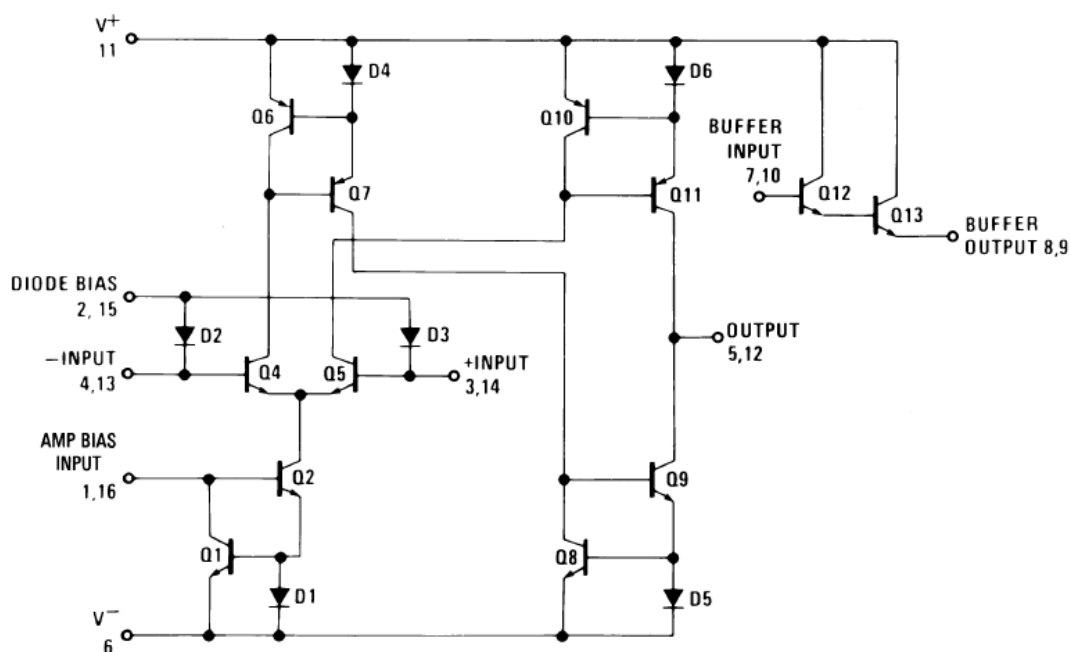 V+
11
D4
D6
Q6
Q10
BUFFER
INPUT
7,10
Q7
Q11
Q12
Q13
BUFFER
OUTPUT 8,9
DIODE BIAS
2, 15
D2
D3
OUTPUT
5,12
−INPUT
4,13
Q4
Q5
+INPUT
3,14
AMP BIAS
INPUT
1,16
Q2
Q9
Q1
Q8
D1
D5
V−
6